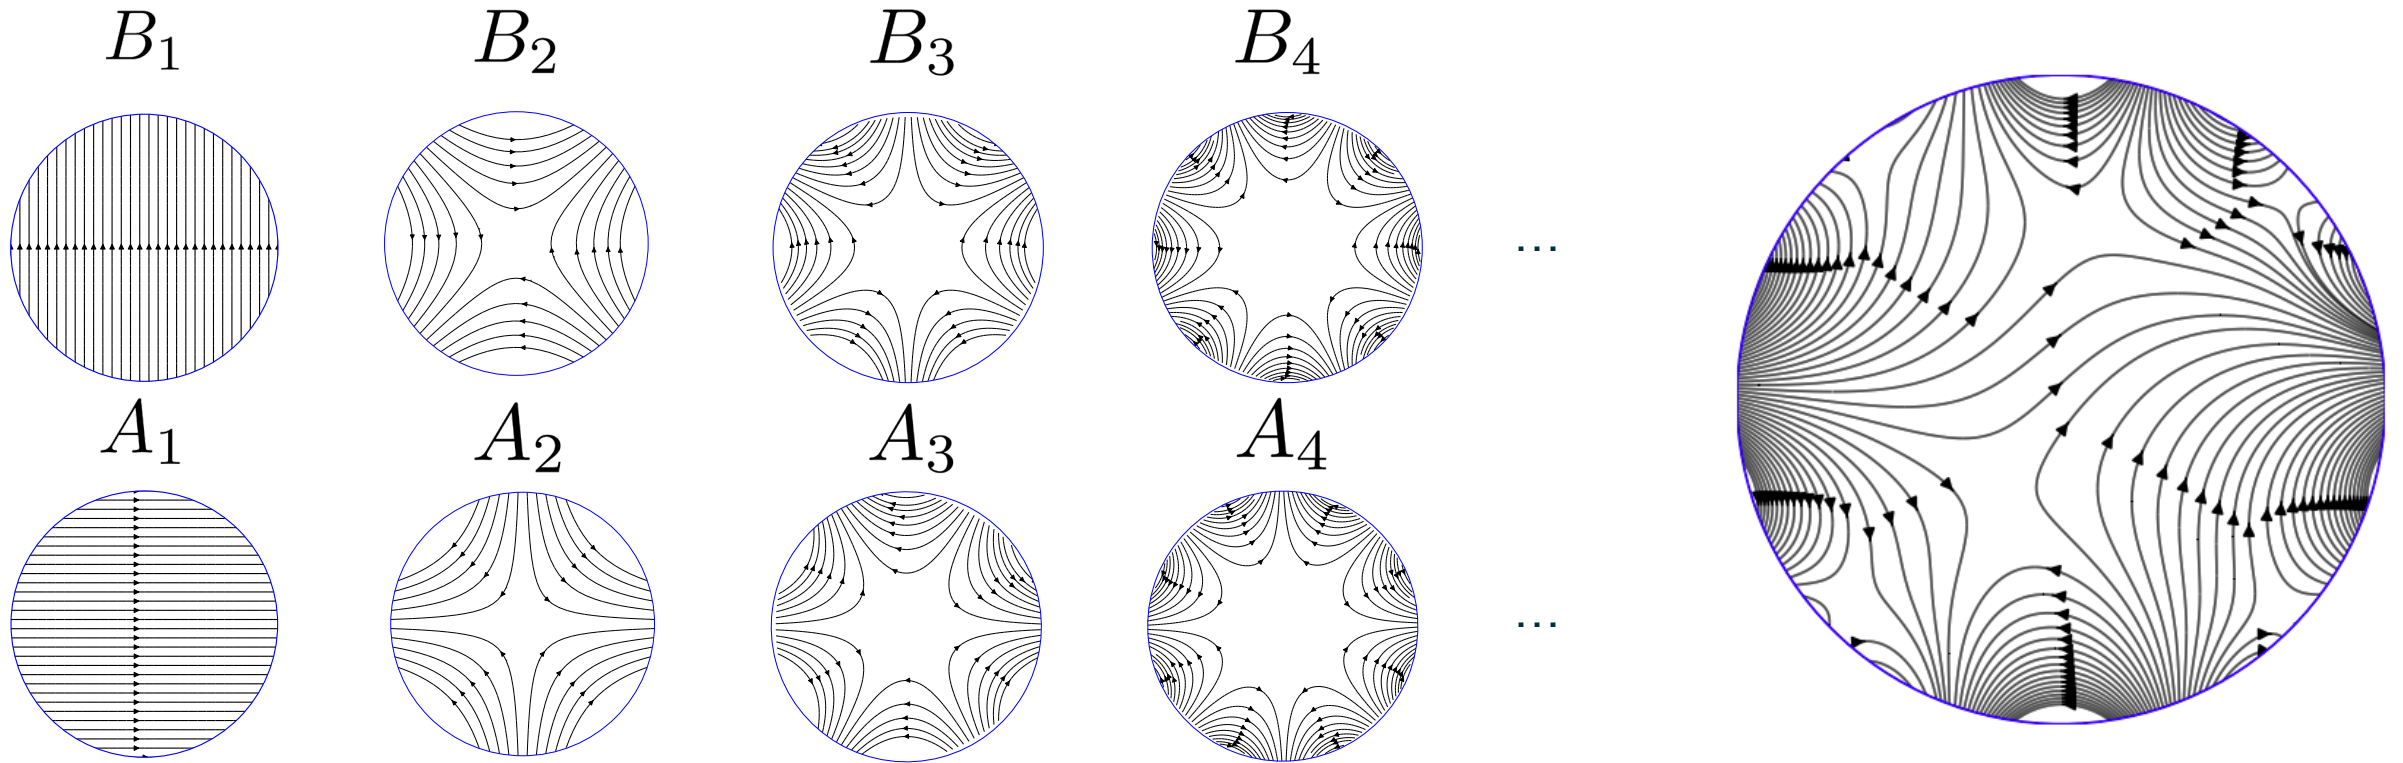 B₁ B₂ B₃ B₄ ...
A₁ A₂ A₃ A₄ ...